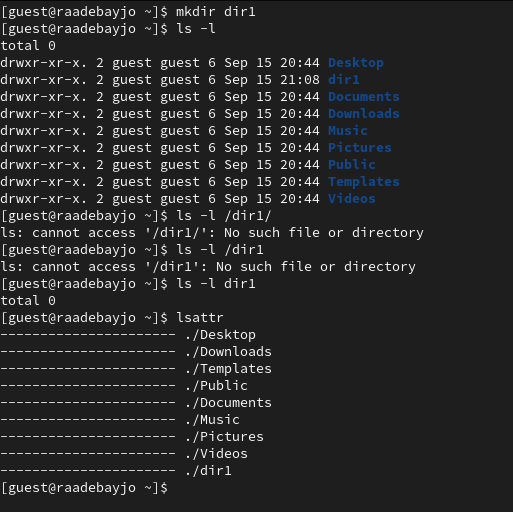 [guest@raadebayjo ~]$ mkdir dir1
[guest@raadebayjo ~]$ ls -l
total 0
drwxr-xr-x. 2 guest guest 6 Sep 15 20:44 Desktop
drwxr-xr-x. 2 guest guest 6 Sep 15 21:08 dir1
drwxr-xr-x. 2 guest guest 6 Sep 15 20:44 Documents
drwxr-xr-x. 2 guest guest 6 Sep 15 20:44 Downloads
drwxr-xr-x. 2 guest guest 6 Sep 15 20:44 Music
drwxr-xr-x. 2 guest guest 6 Sep 15 20:44 Pictures
drwxr-xr-x. 2 guest guest 6 Sep 15 20:44 Public
drwxr-xr-x. 2 guest guest 6 Sep 15 20:44 Templates
drwxr-xr-x. 2 guest guest 6 Sep 15 20:44 Videos
[guest@raadebayjo ~]$ ls -l /dir1/
ls: cannot access '/dir1/': No such file or directory
[guest@raadebayjo ~]$ ls -l /dir1
ls: cannot access '/dir1': No such file or directory
[guest@raadebayjo ~]$ ls -l dir1
total 0
[guest@raadebayjo ~]$ lsattr
---------------------- ./Desktop
---------------------- ./Downloads
---------------------- ./Templates
---------------------- ./Public
---------------------- ./Documents
---------------------- ./Music
---------------------- ./Pictures
---------------------- ./Videos
---------------------- ./dir1
[guest@raadebayjo ~]$